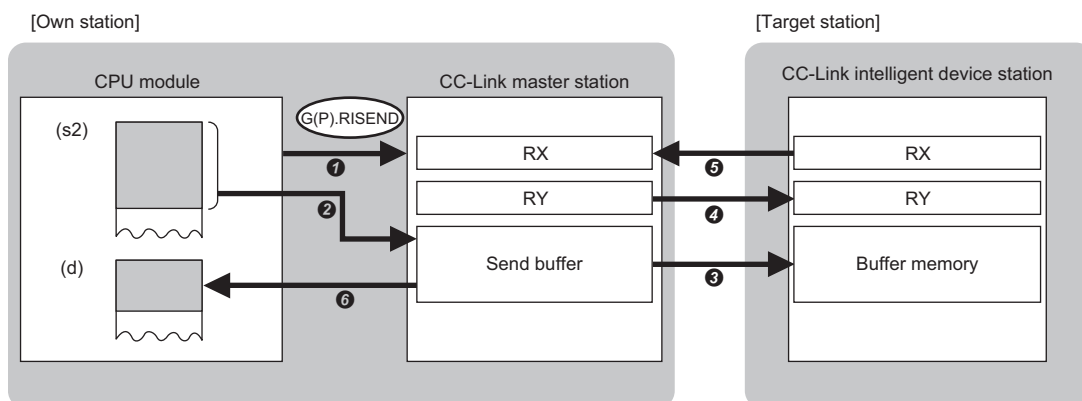 [Own station]
[Target station]
CPU module
CC-Link master station
CC-Link intelligent device station
(s2)
G(P).RISEND
RX
RX
❶
❺
RY
RY
❷
❹
(d)
Send buffer
Buffer memory
❸
❻